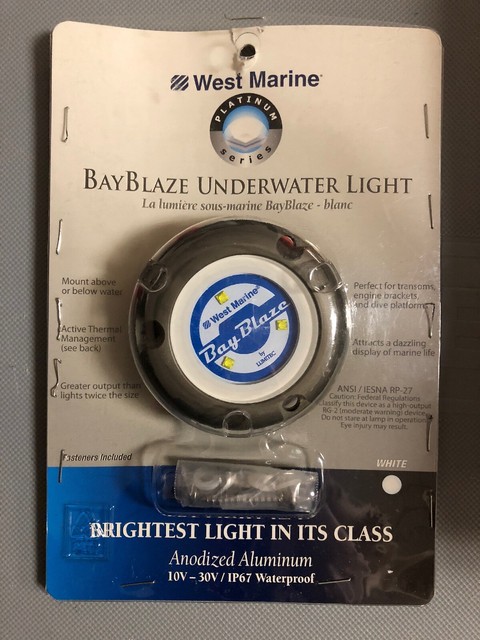 West Marine
PLATINUM
series
BAYBLAZE UNDERWATER LIGHT
La lumière sous-marine BayBlaze - blanc
Mount above
or below water
Active Thermal
Management
(see back)
Greater output than
lights twice the size
West Marine
BayBlaze
by
LUMITEC
Perfect for transoms,
engine brackets,
and dive platforms
Attracts a dazzling
display of marine life
ANSI / IESNA RP-27
Caution: Federal Regulations
classify this device as a high-output
RG-2 (moderate warning) device.
Do not stare at lamp in operation
Eye injury may result.
Fasteners Included
WHITE
BRIGHTEST LIGHT IN ITS CLASS
Anodized Aluminum
10V – 30V / IP67 Waterproof